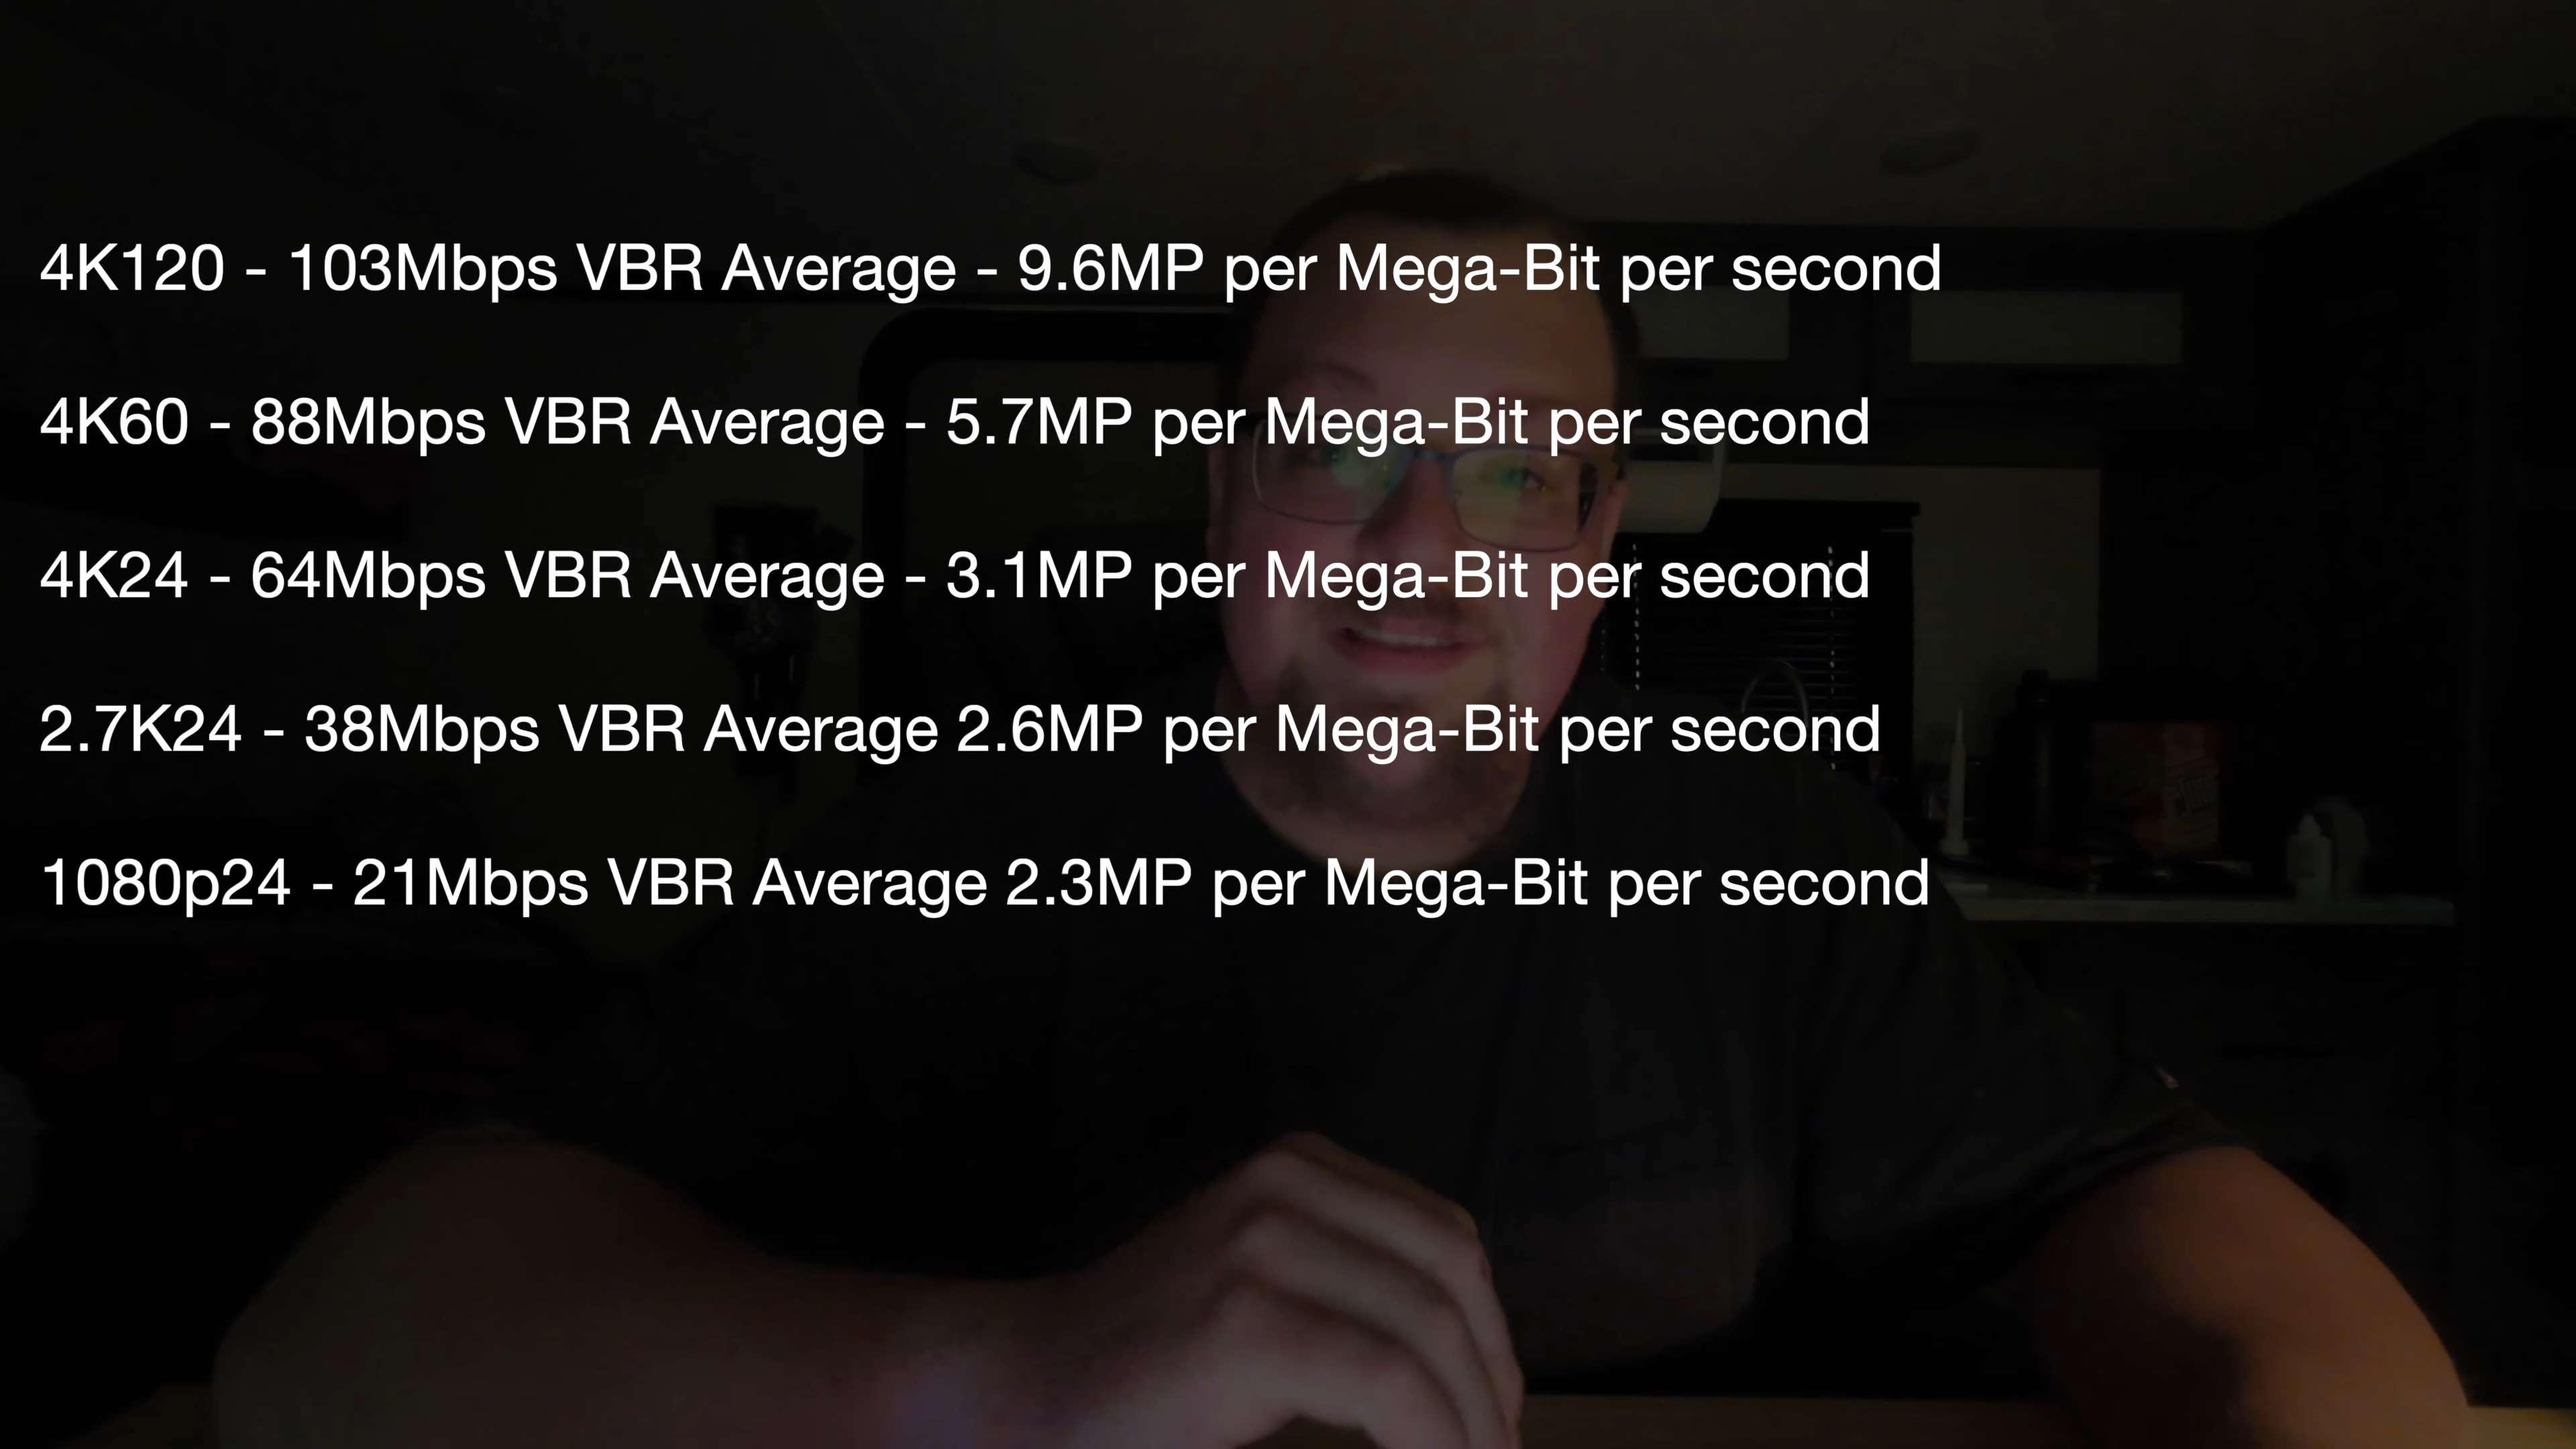 4K120 - 103Mbps VBR Average - 9.6MP per Mega-Bit per second
4K60 - 88Mbps VBR Average - 5.7MP per Mega-Bit per second
4K24 - 64Mbps VBR Average - 3.1MP per Mega-Bit per second
2.7K24 - 38Mbps VBR Average 2.6MP per Mega-Bit per second
1080p24 - 21Mbps VBR Average 2.3MP per Mega-Bit per second